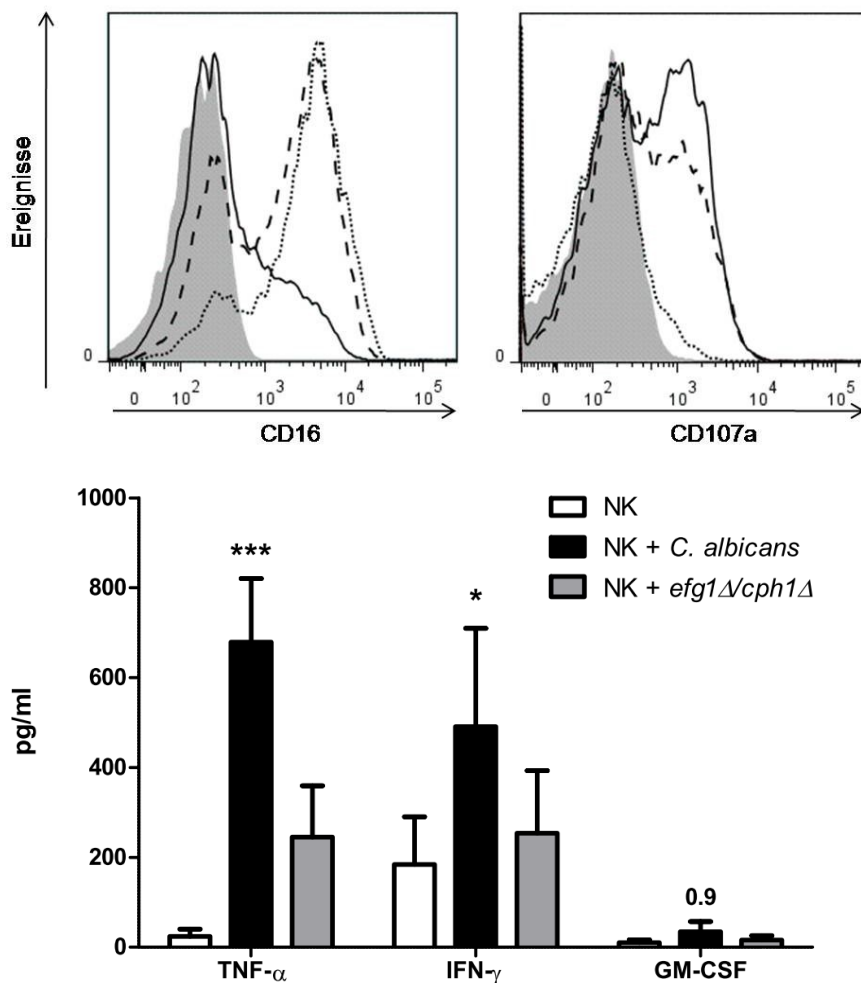 Ereignisse
0
0 10² 10³ 10⁴ 10⁵
CD16
0
0 10² 10³ 10⁴ 10⁵
CD107a
pg/ml
1000
800
600
400
200
0
NK
NK + C. albicans
NK + efg1Δ/cph1Δ
***
*
0.9
TNF-α
IFN-γ
GM-CSF